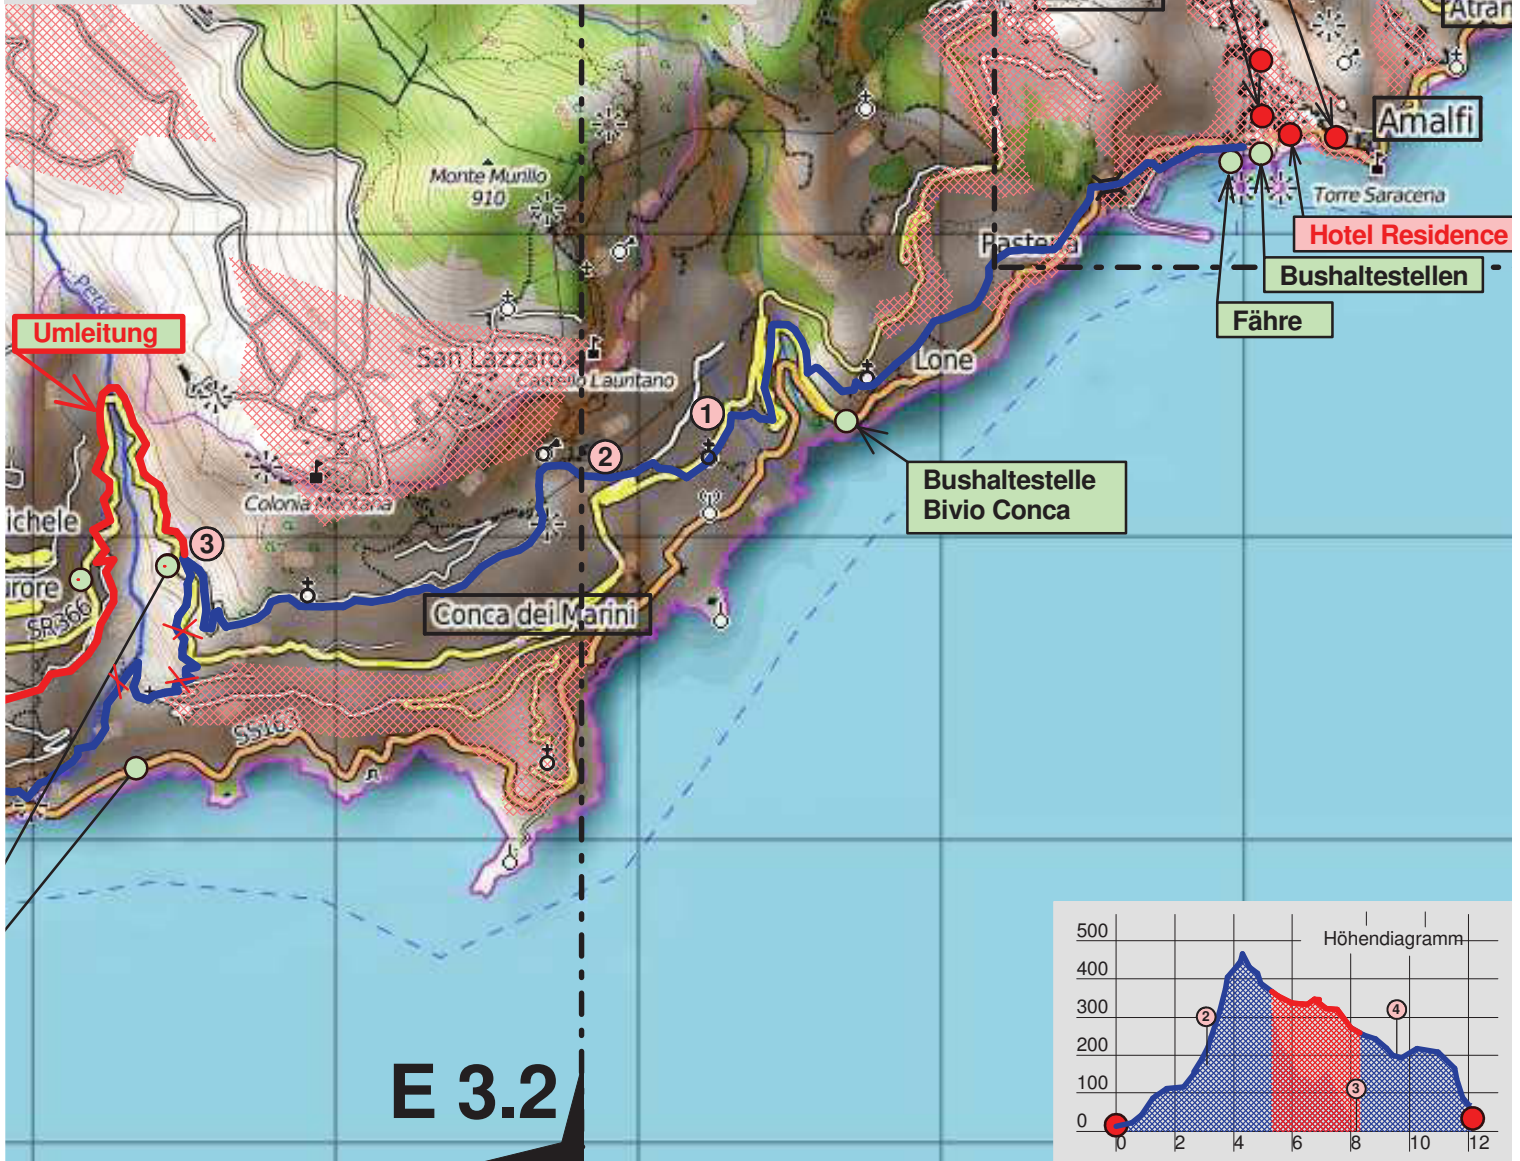 Atran
Amalfi
Monte Murillo
910
Torre Saracena
Hotel Residence
Pastena
Bushaltestellen
Fähre
Umleitung
San Lazzaro
Castello Lauritano
Lone
1
2
Bushaltestelle
Bivio Conca
Colonia Montana
ichele
3
urore
SR366
Conca dei Marini
SS163
E 3.2
Höhendiagramm
500
400
300
200
100
0
2
4
3
0
2
4
6
8
10
12